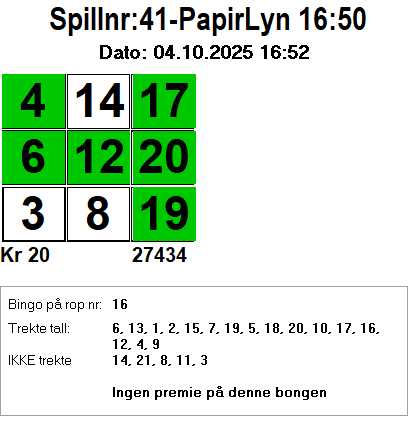 Spillnr:41-PapirLyn 16:50
Dato: 04.10.2025 16:52
4 14 17
6 12 20
3 8 19
Kr 20 27434
Bingo på rop nr: 16
Trekte tall: 6, 13, 1, 2, 15, 7, 19, 5, 18, 20, 10, 17, 16,
12, 4, 9
IKKE trekte 14, 21, 8, 11, 3
Ingen premie på denne bongen